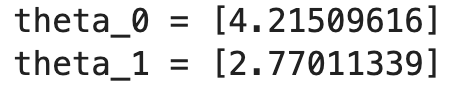 theta_0 = [4.21509616]
theta_1 = [2.77011339]